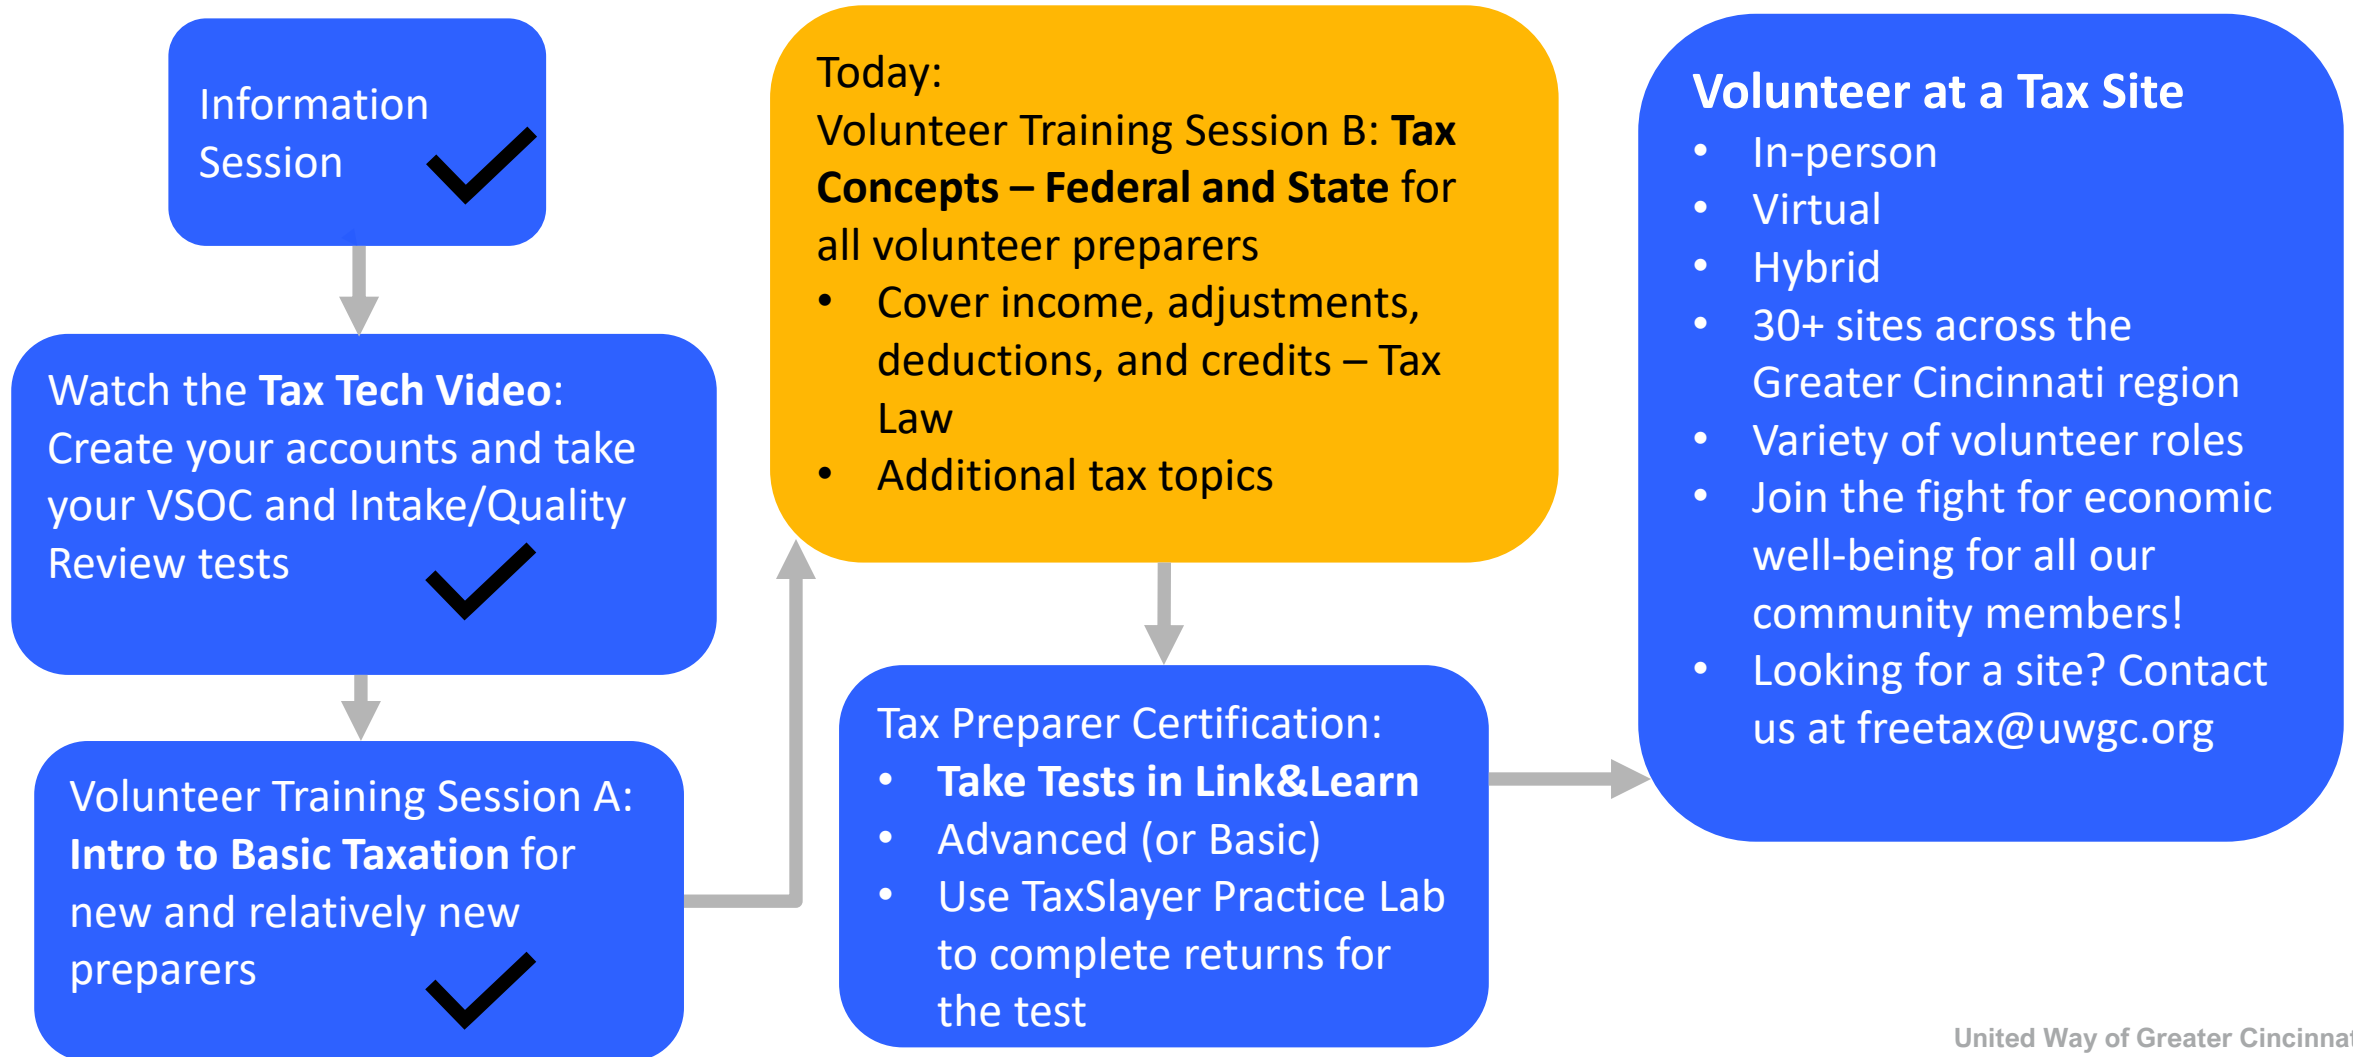 Information
Session
Watch the Tax Tech Video:
Create your accounts and take
your VSOC and Intake/Quality
Review tests
Volunteer Training Session A:
Intro to Basic Taxation for
new and relatively new
preparers
Today:
Volunteer Training Session B: Tax
Concepts – Federal and State for
all volunteer preparers
• Cover income, adjustments,
deductions, and credits – Tax
Law
• Additional tax topics
Tax Preparer Certification:
• Take Tests in Link&Learn
• Advanced (or Basic)
• Use TaxSlayer Practice Lab
to complete returns for
the test
Volunteer at a Tax Site
• In-person
• Virtual
• Hybrid
• 30+ sites across the
Greater Cincinnati region
• Variety of volunteer roles
• Join the fight for economic
well-being for all our
community members!
• Looking for a site? Contact
us at freetax@uwgc.org
United Way of Greater Cincinnat